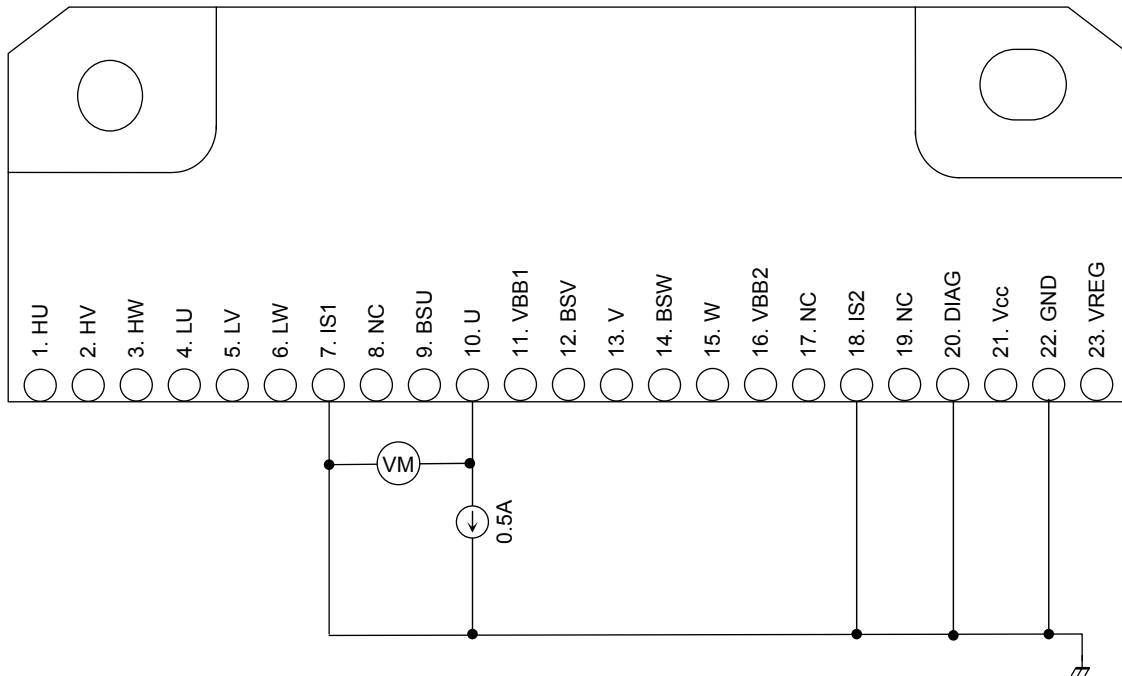 1. HU
2. HV
3. HW
4. LU
5. LV
6. LW
7. IS1
8. NC
9. BSU
10. U
11. VBB1
12. BSV
13. V
14. BSW
15. W
16. VBB2
17. NC
18. IS2
19. NC
20. DIAG
21. Vcc
22. GND
23. VREG
VM
0.5A